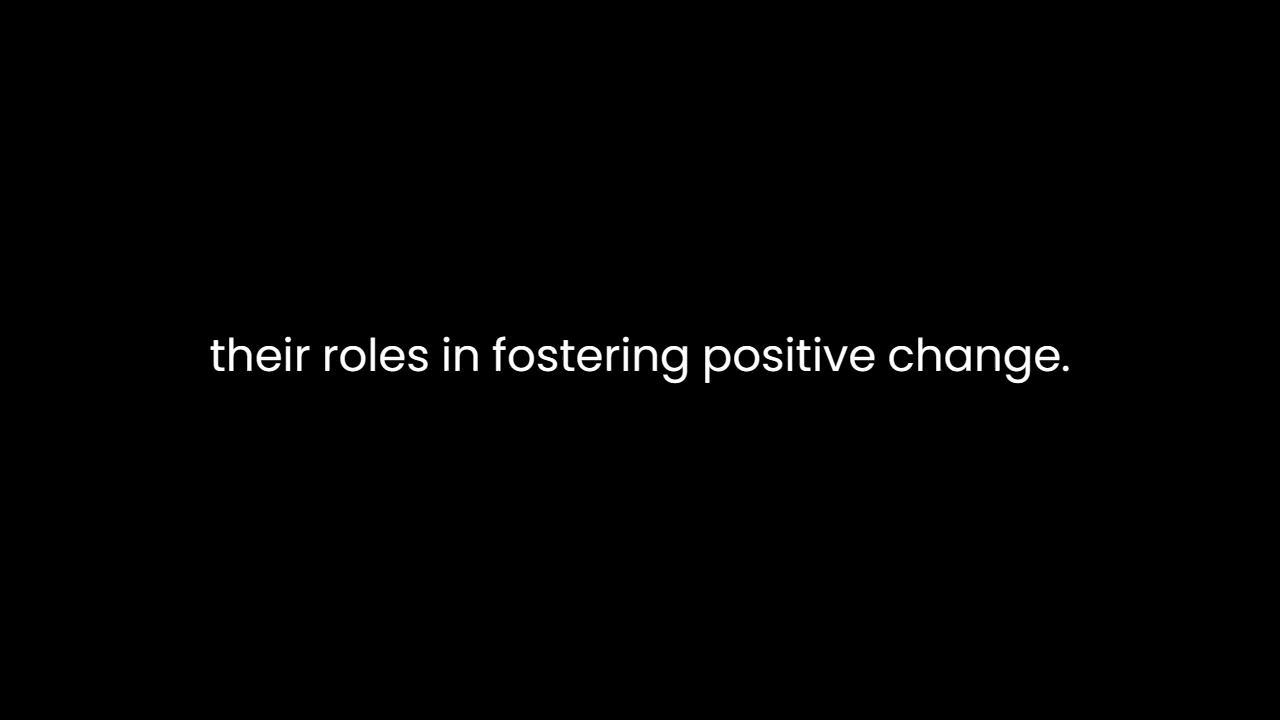 their roles in fostering positive change.